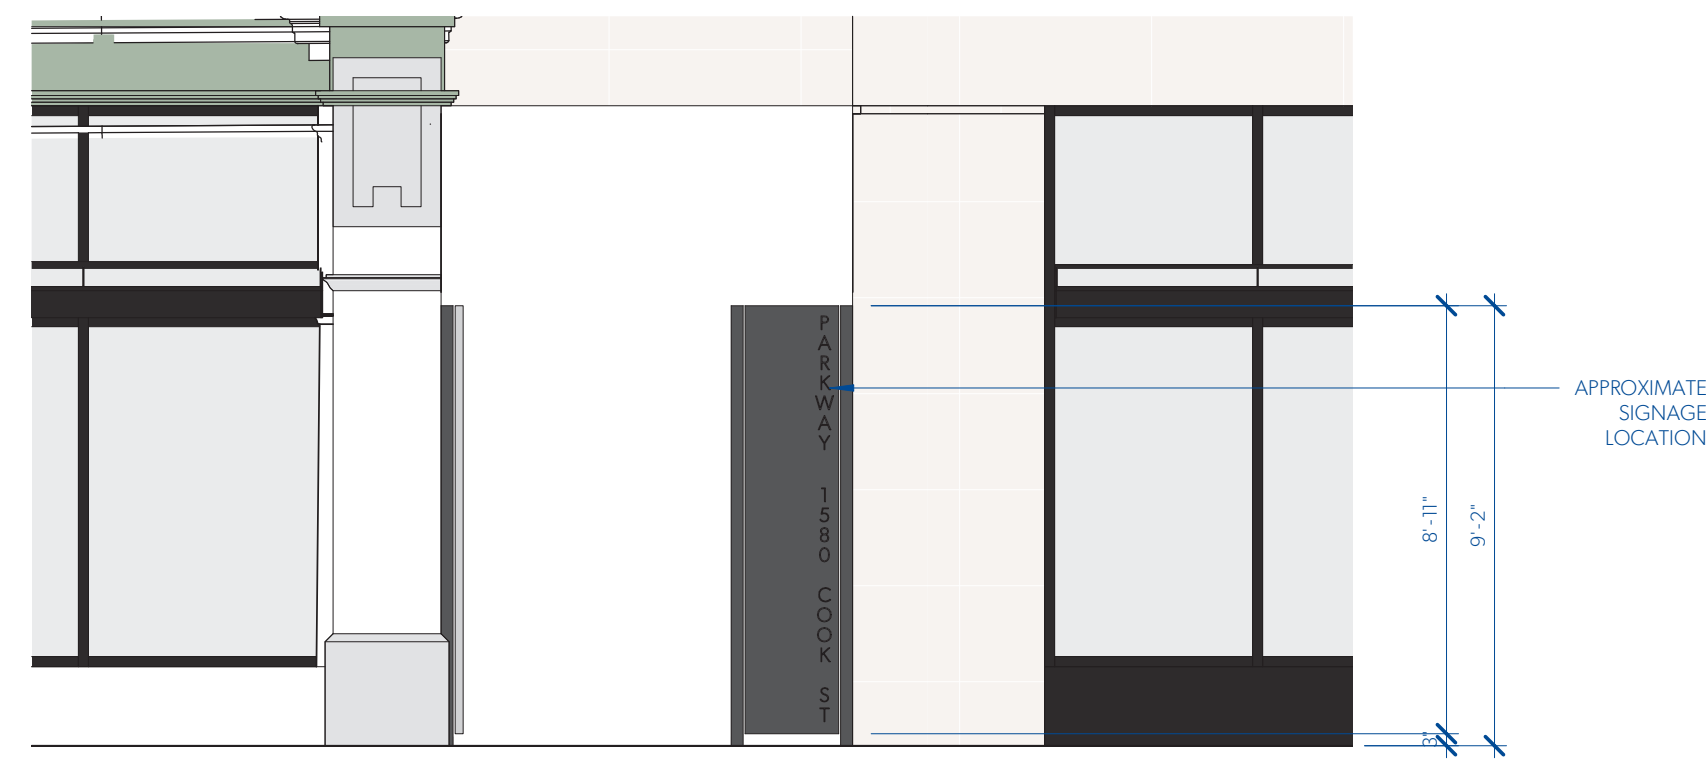 PARKWAY 1580 COOK ST
APPROXIMATE
SIGNAGE
LOCATION
8'-11"
9'-2"
3"